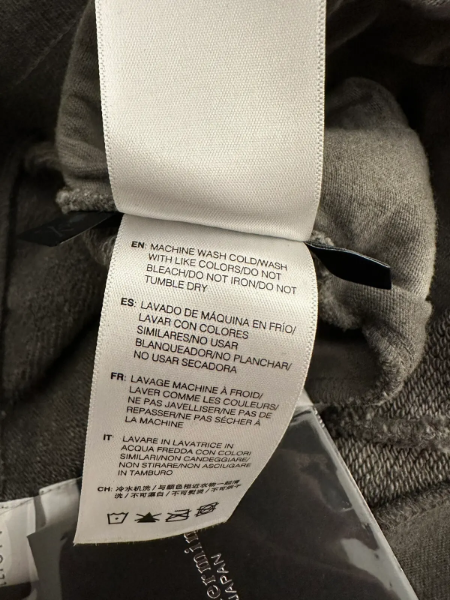 EN: MACHINE WASH COLD/WASH
WITH LIKE COLORS/DO NOT
BLEACH/DO NOT IRON/DO NOT
TUMBLE DRY
ES: LAVADO DE MÁQUINA EN FRÍO/
LAVAR CON COLORES
SIMILARES/NO USAR
BLANQUEADOR/NO PLANCHAR/
NO USAR SECADORA
FR: LAVAGE MACHINE À FROID/
LAVER COMME LES COULEURS/
NE PAS JAVELLISER/NE PAS DE
REPASSER/NE PAS SÉCHER À
LA MACHINE
IT: LAVARE IN LAVATRICE IN
ACQUA FREDDA CON COLORI
SIMILARI/NON CANDEGGIARE/
NON STIRARE/NON ASCIUGARE
IN TAMBURO
CH: 冷水机洗/与颜色相近衣物一起清
洗/不可漂白/不可熨烫/不可烘干
JAPAN